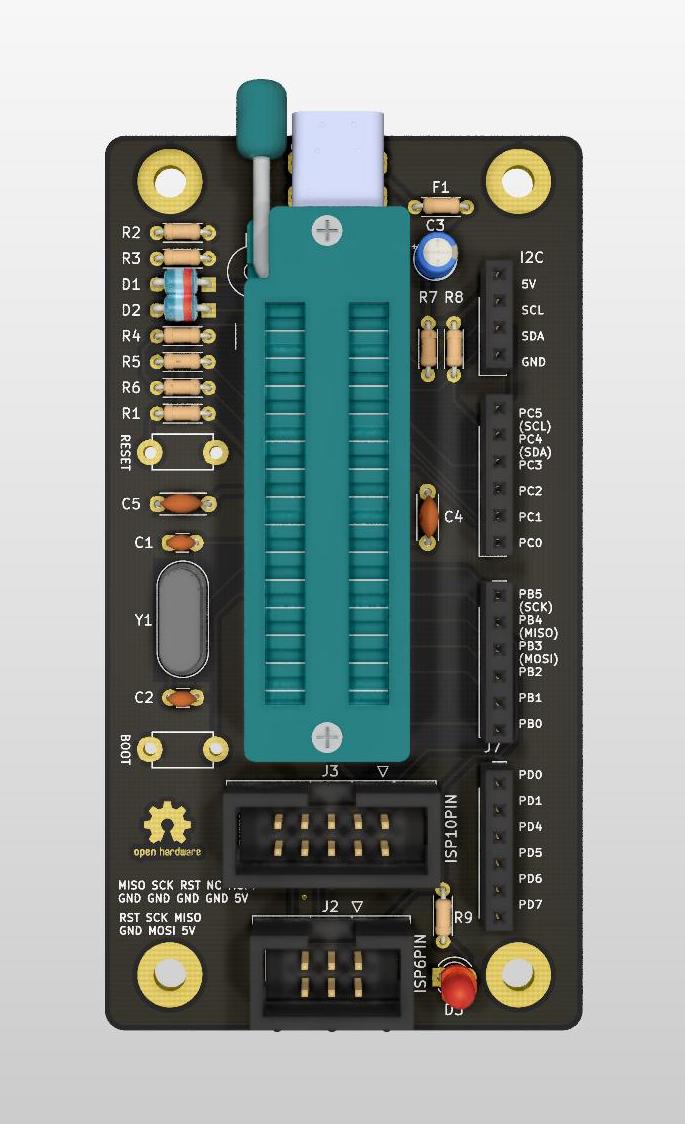 F1
C3
R2
R3
D1
D2
R4
R5
R6
R1
RESET
C5
C1
Y1
C2
BOOT
R7 R8
C4
I2C
5V
SCL
SDA
GND
PC5
(SCL)
PC4
(SDA)
PC3
PC2
PC1
PC0
PB5
(SCK)
PB4
(MISO)
PB3
(MOSI)
PB2
PB1
PB0
J7
PD0
PD1
PD4
PD5
PD6
PD7
J3
ISP10PIN
open hardware
MISO SCK RST NC
GND GND GND GND 5V
RST SCK MISO
GND MOSI 5V
J2
ISP6PIN
R9